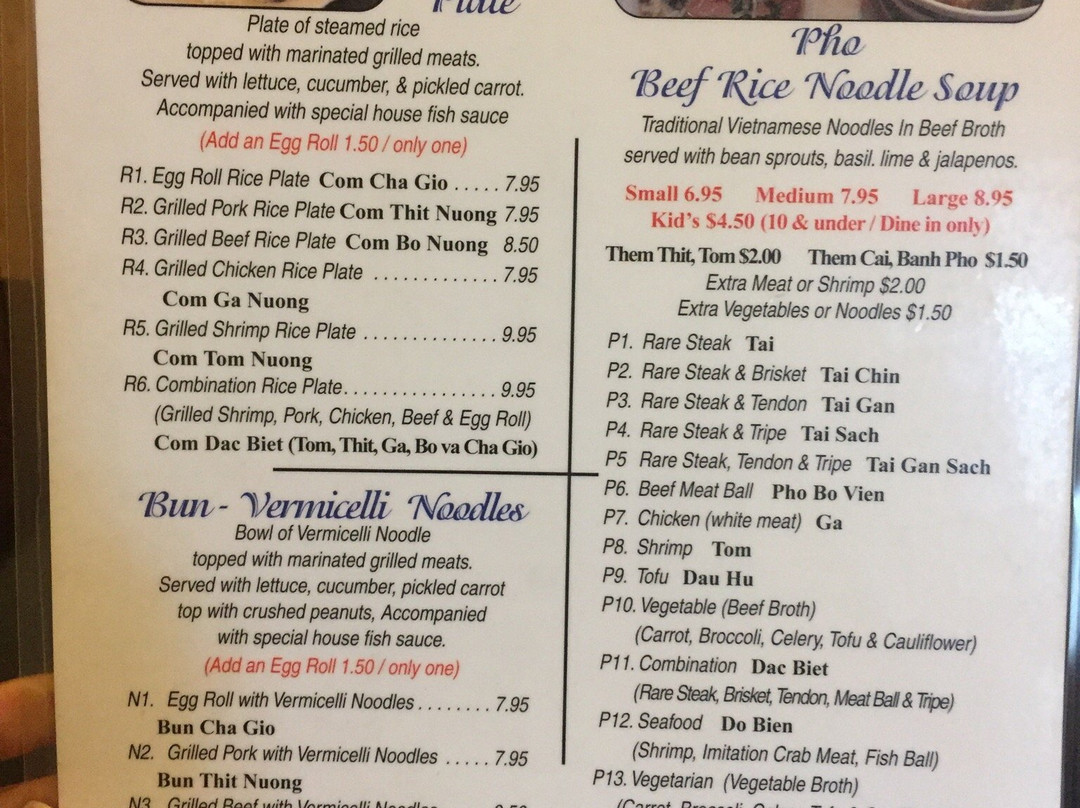 Plate
Plate of steamed rice
topped with marinated grilled meats.
Served with lettuce, cucumber, & pickled carrot.
Accompanied with special house fish sauce
(Add an Egg Roll 1.50 / only one)
R1. Egg Roll Rice Plate Com Cha Gio ..... 7.95
R2. Grilled Pork Rice Plate Com Thit Nuong 7.95
R3. Grilled Beef Rice Plate Com Bo Nuong 8.50
R4. Grilled Chicken Rice Plate ............. 7.95
Com Ga Nuong
R5. Grilled Shrimp Rice Plate .............. 9.95
Com Tom Nuong
R6. Combination Rice Plate................ 9.95
(Grilled Shrimp, Pork, Chicken, Beef & Egg Roll)
Com Dac Biet (Tom, Thit, Ga, Bo va Cha Gio)
Bun - Vermicelli Noodles
Bowl of Vermicelli Noodle
topped with marinated grilled meats.
Served with lettuce, cucumber, pickled carrot
top with crushed peanuts, Accompanied
with special house fish sauce.
(Add an Egg Roll 1.50 / only one)
N1. Egg Roll with Vermicelli Noodles........ 7.95
Bun Cha Gio
N2. Grilled Pork with Vermicelli Noodles ..... 7.95
Bun Thit Nuong
N3. Grilled Beef with Vermicelli Noodles
Pho
Beef Rice Noodle Soup
Traditional Vietnamese Noodles In Beef Broth
served with bean sprouts, basil. lime & jalapenos.
Small 6.95 Medium 7.95 Large 8.95
Kid's $4.50 (10 & under / Dine in only)
Them Thit, Tom $2.00 Them Cai, Banh Pho $1.50
Extra Meat or Shrimp $2.00
Extra Vegetables or Noodles $1.50
P1. Rare Steak Tai
P2. Rare Steak & Brisket Tai Chin
P3. Rare Steak & Tendon Tai Gan
P4. Rare Steak & Tripe Tai Sach
P5 Rare Steak, Tendon & Tripe Tai Gan Sach
P6. Beef Meat Ball Pho Bo Vien
P7. Chicken (white meat) Ga
P8. Shrimp Tom
P9. Tofu Dau Hu
P10. Vegetable (Beef Broth)
(Carrot, Broccoli, Celery, Tofu & Cauliflower)
P11. Combination Dac Biet
(Rare Steak, Brisket, Tendon, Meat Ball & Tripe)
P12. Seafood Do Bien
(Shrimp, Imitation Crab Meat, Fish Ball)
P13. Vegetarian (Vegetable Broth)